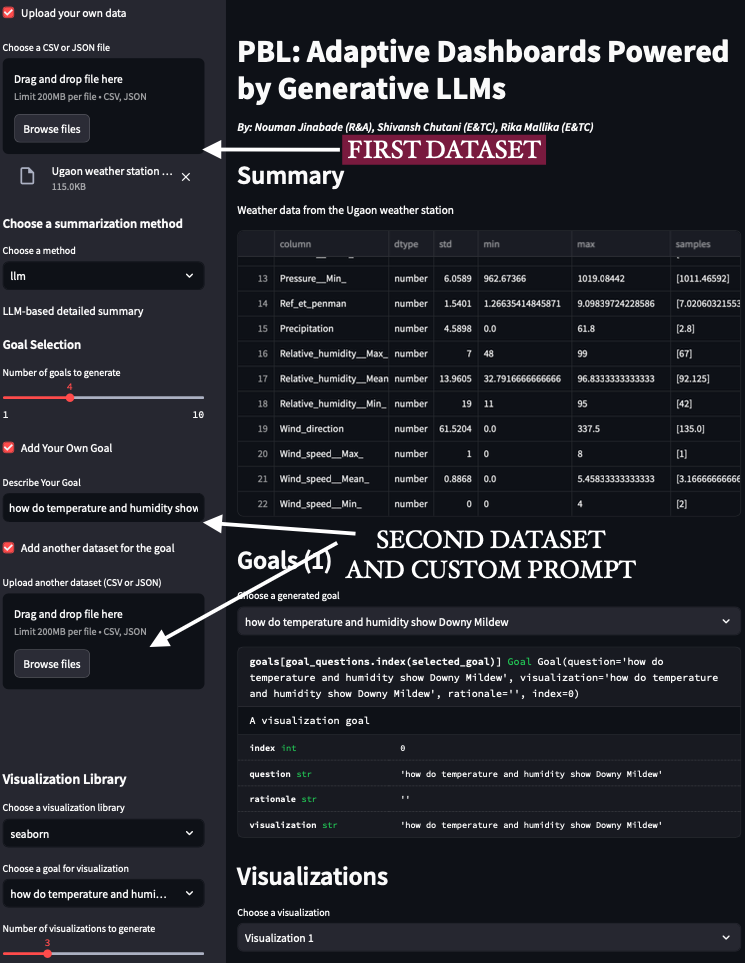 Upload your own data
Choose a CSV or JSON file
Drag and drop file here
Limit 200MB per file • CSV, JSON
Browse files
Ugaon weather station ...
115.0KB
Choose a summarization method
Choose a method
llm
LLM-based detailed summary
Goal Selection
Number of goals to generate
4
1 10
Add Your Own Goal
Describe Your Goal
how do temperature and humidity show
Add another dataset for the goal
Upload another dataset (CSV or JSON)
Drag and drop file here
Limit 200MB per file • CSV, JSON
Browse files
Visualization Library
Choose a visualization library
seaborn
Choose a goal for visualization
how do temperature and humi...
Number of visualizations to generate
3
PBL: Adaptive Dashboards Powered
by Generative LLMs
By: Nouman Jinabade (R&A), Shivansh Chutani (E&TC), Rika Mallika (E&TC)
FIRST DATASET
Summary
Weather data from the Ugaon weather station
column dtype std min max samples
13 Pressure__Min_ number 6.0589 962.67366 1019.08442 [1011.46592]
14 Ref_et_penman number 1.5401 1.26635414845871 9.09839724228586 [7.0206032155
15 Precipitation number 4.5898 0.0 61.8 [2.8]
16 Relative_humidity__Max_ number 7 48 99 [67]
17 Relative_humidity__Mean number 13.9605 32.7916666666666 96.8333333333333 [92.125]
18 Relative_humidity__Min_ number 19 11 95 [42]
19 Wind_direction number 61.5204 0.0 337.5 [135.0]
20 Wind_speed__Max_ number 1 0 8 [1]
21 Wind_speed__Mean_ number 0.8868 0.0 5.45833333333333 [3.16666666666
22 Wind_speed__Min_ number 0 0 4 [2]
SECOND DATASET
AND CUSTOM PROMPT
Goals (1)
Choose a generated goal
how do temperature and humidity show Downy Mildew
goals[goal_questions.index(selected_goal)] Goal Goal(question='how do
temperature and humidity show Downy Mildew', visualization='how do temperature
and humidity show Downy Mildew', rationale='', index=0)
A visualization goal
index int 0
question str 'how do temperature and humidity show Downy Mildew'
rationale str ''
visualization str 'how do temperature and humidity show Downy Mildew'
Visualizations
Choose a visualization
Visualization 1